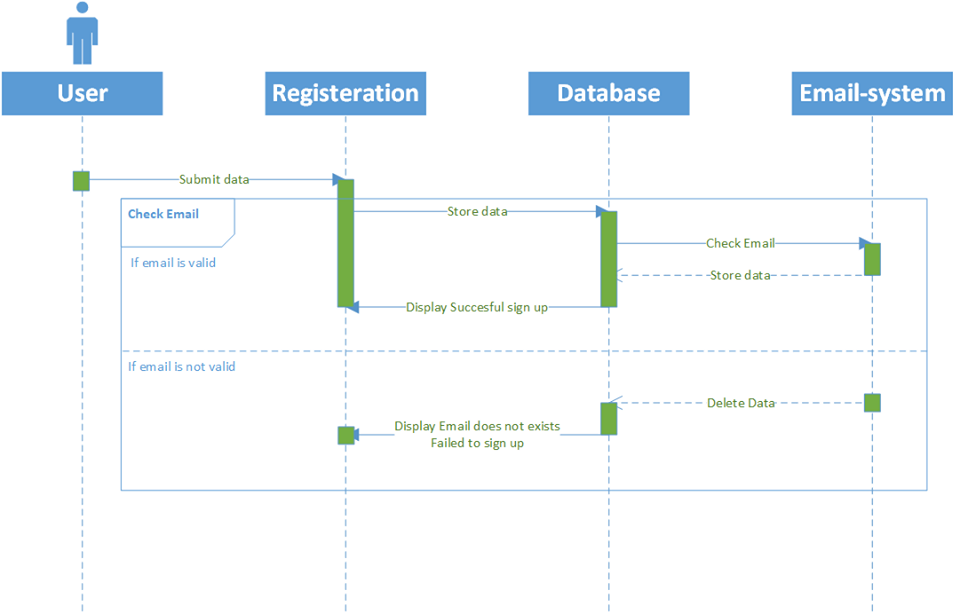 User
Registeration
Database
Email-system
Submit data
Check Email
Store data
Check Email
If email is valid
Store data
Display Succesful sign up
If email is not valid
Delete Data
Display Email does not exists
Failed to sign up